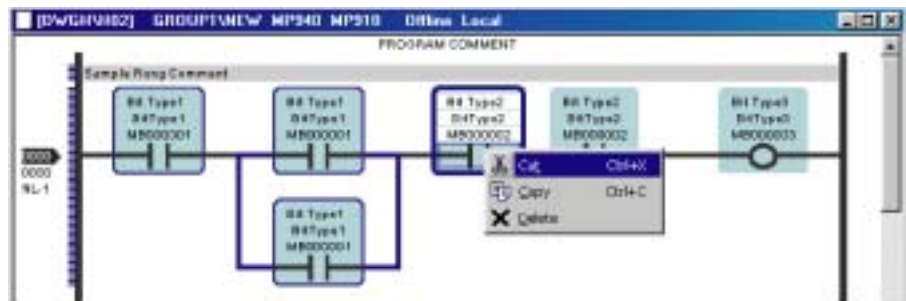 GROUP1\NEW MP940 MP910 Offline Local
PROGRAM COMMENT
Sample Rung Comment
Bit Type1
BitType1
MB000001
Bit Type1
BitType1
MB000001
Bit Type2
BitType2
MB000002
Bit Type2
BitType2
MB000002
Bit Type3
BitType3
MB000003
0000
0000
NL-1
Cut Ctrl+X
Copy Ctrl+C
Delete
Bit Type1
BitType1
MB000001